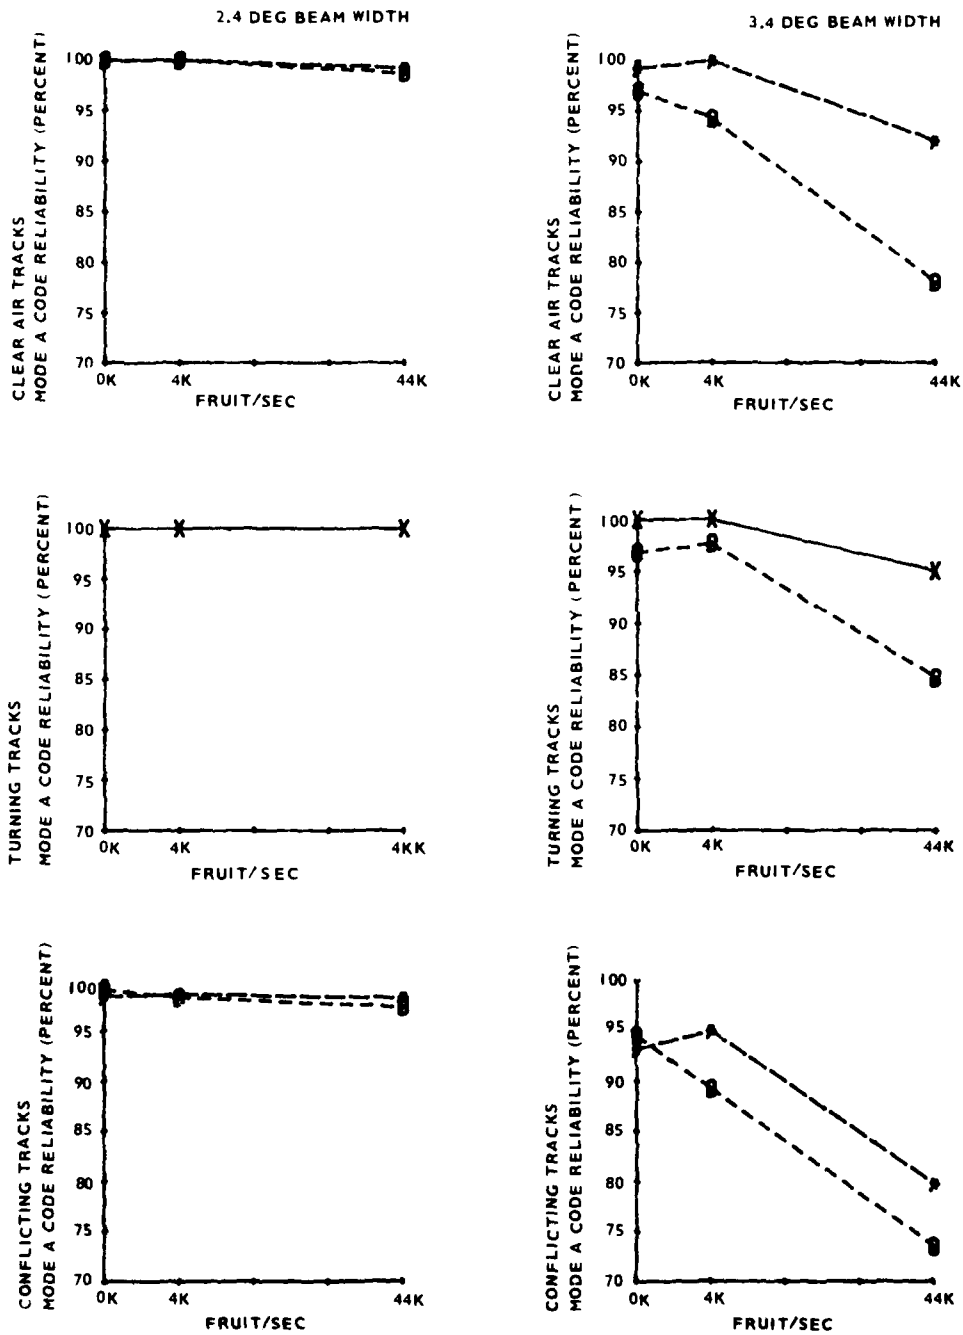 2.4 DEG BEAM WIDTH
CLEAR AIR TRACKS
MODE A CODE RELIABILITY (PERCENT)
100
95
90
85
80
75
70
0K 4K 44K
FRUIT/SEC
3.4 DEG BEAM WIDTH
CLEAR AIR TRACKS
MODE A CODE RELIABILITY (PERCENT)
100
95
90
85
80
75
70
0K 4K 44K
FRUIT/SEC
TURNING TRACKS
MODE A CODE RELIABILITY (PERCENT)
100
95
90
85
80
75
70
0K 4K 4KK
FRUIT/SEC
TURNING TRACKS
MODE A CODE RELIABILITY (PERCENT)
100
95
90
85
80
75
70
0K 4K 44K
FRUIT/SEC
CONFLICTING TRACKS
MODE A CODE RELIABILITY (PERCENT)
100
95
90
85
80
75
70
0K 4K 44K
FRUIT/SEC
CONFLICTING TRACKS
MODE A CODE RELIABILITY (PERCENT)
100
95
90
85
80
75
70
0K 4K 44K
FRUIT/SEC